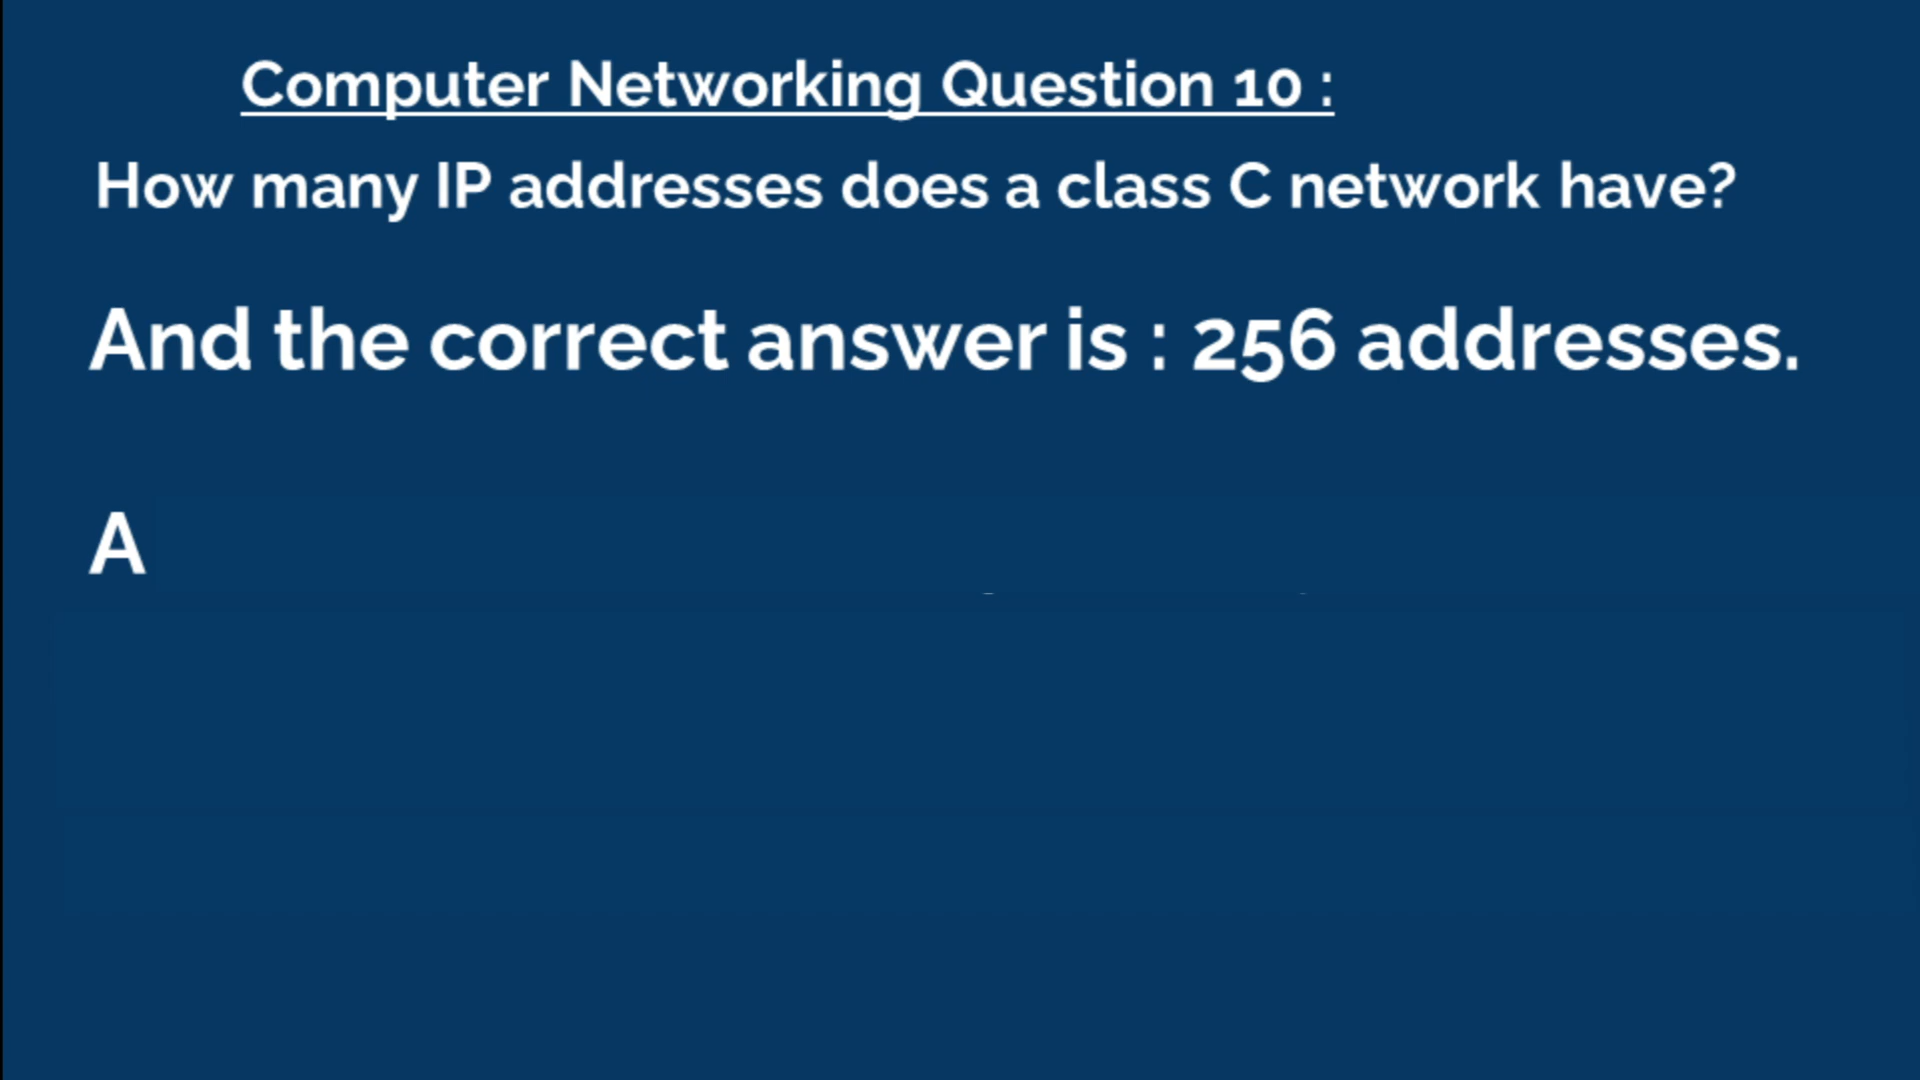 Computer Networking Question 10 :
How many IP addresses does a class C network have?
And the correct answer is : 256 addresses.
A